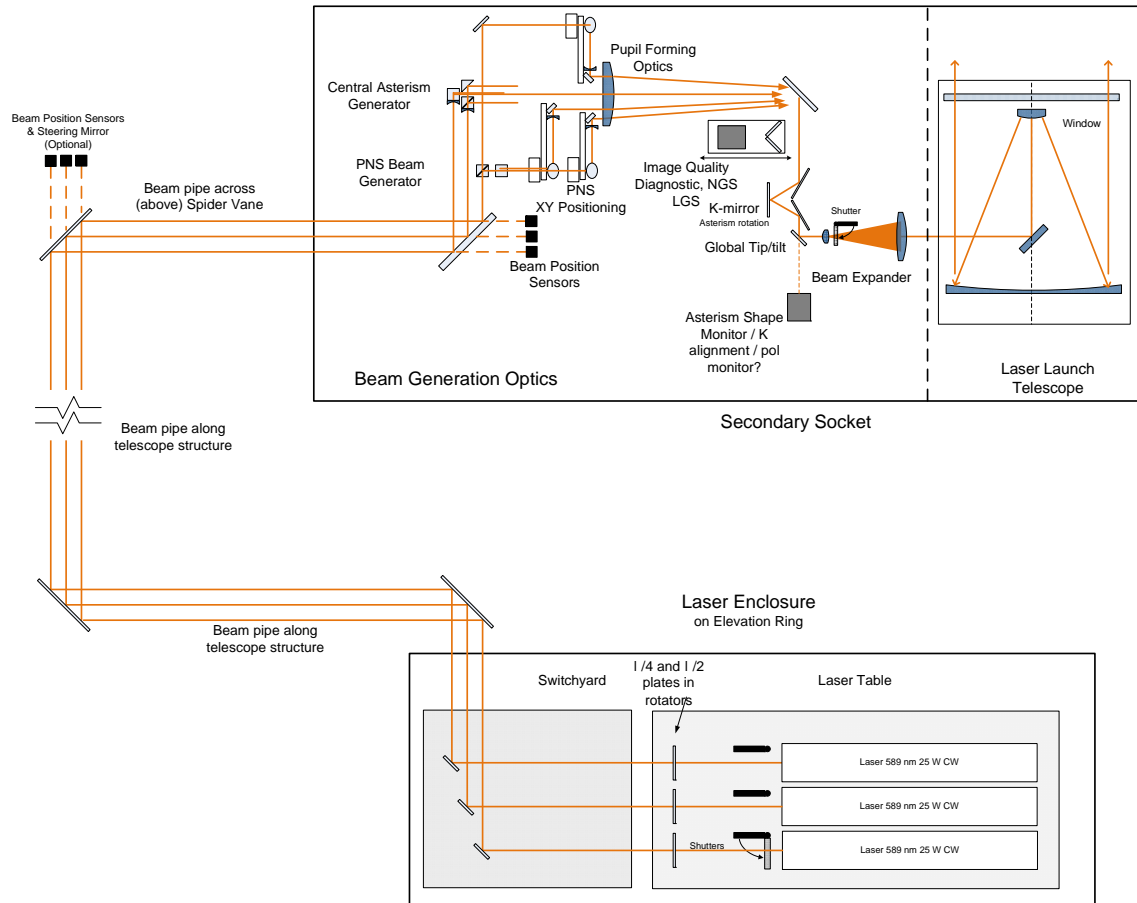 Pupil Forming
Optics
Central Asterism
Generator
Beam Position Sensors
& Steering Mirror
(Optional)
Window
PNS Beam
Generator
Image Quality
Diagnostic, NGS
LGS
Beam pipe across
(above) Spider Vane
PNS
XY Positioning
K-mirror
Asterism rotation
Shutter
Global Tip/tilt
Beam Position
Sensors
Beam Expander
Asterism Shape
Monitor / K
alignment / pol
monitor?
Beam Generation Optics
Laser Launch
Telescope
Secondary Socket
Beam pipe along
telescope structure
Laser Enclosure
on Elevation Ring
Beam pipe along
telescope structure
Switchyard
l /4 and l /2
plates in
rotators
Laser Table
Laser 589 nm 25 W CW
Laser 589 nm 25 W CW
Shutters
Laser 589 nm 25 W CW